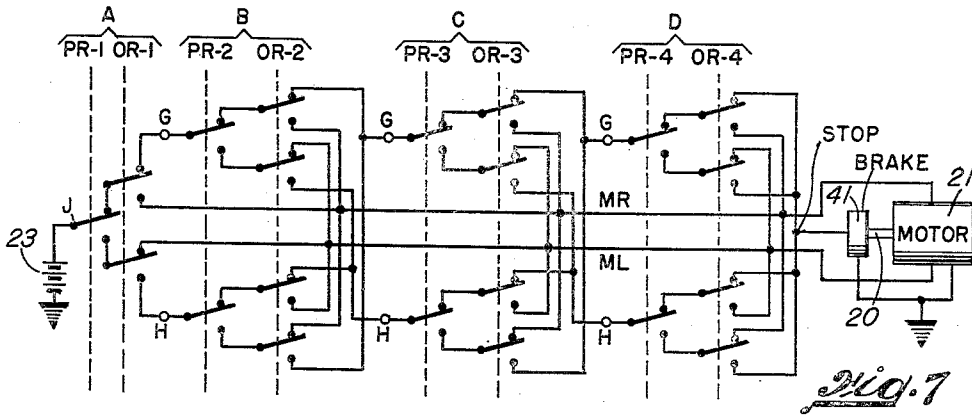 A B C D
PR-1 OR-1 PR-2 OR-2 PR-3 OR-3 PR-4 OR-4
G G G STOP
BRAKE
41 21
J MR MOTOR
23 ML
20
H H H
Fig. 7